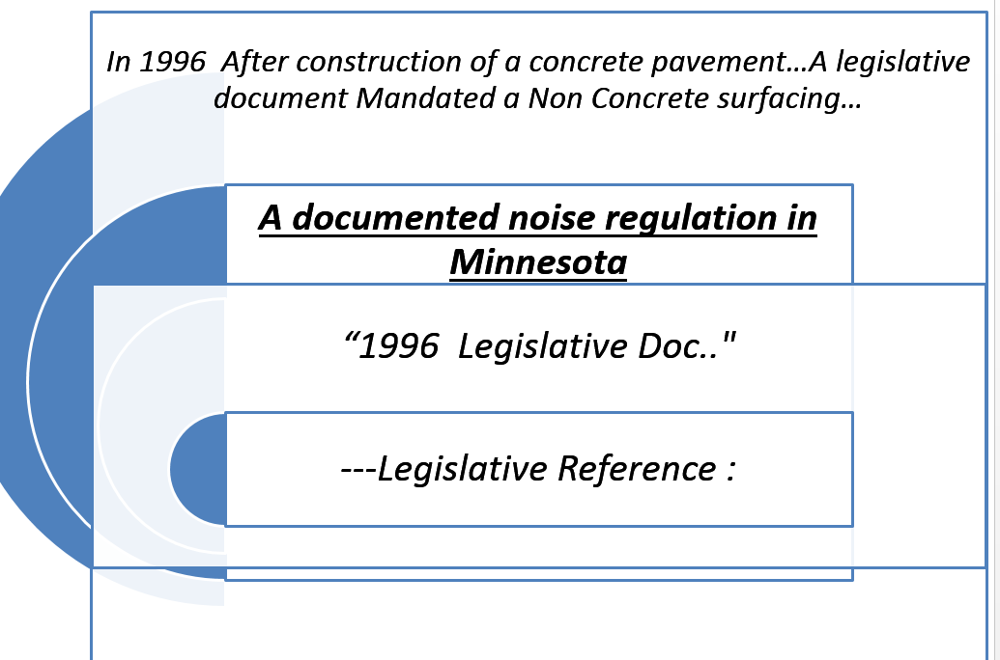 In 1996  After construction of a concrete pavement…A legislative
document Mandated a Non Concrete surfacing…
A documented noise regulation in
Minnesota
“1996  Legislative Doc.."
---Legislative Reference :